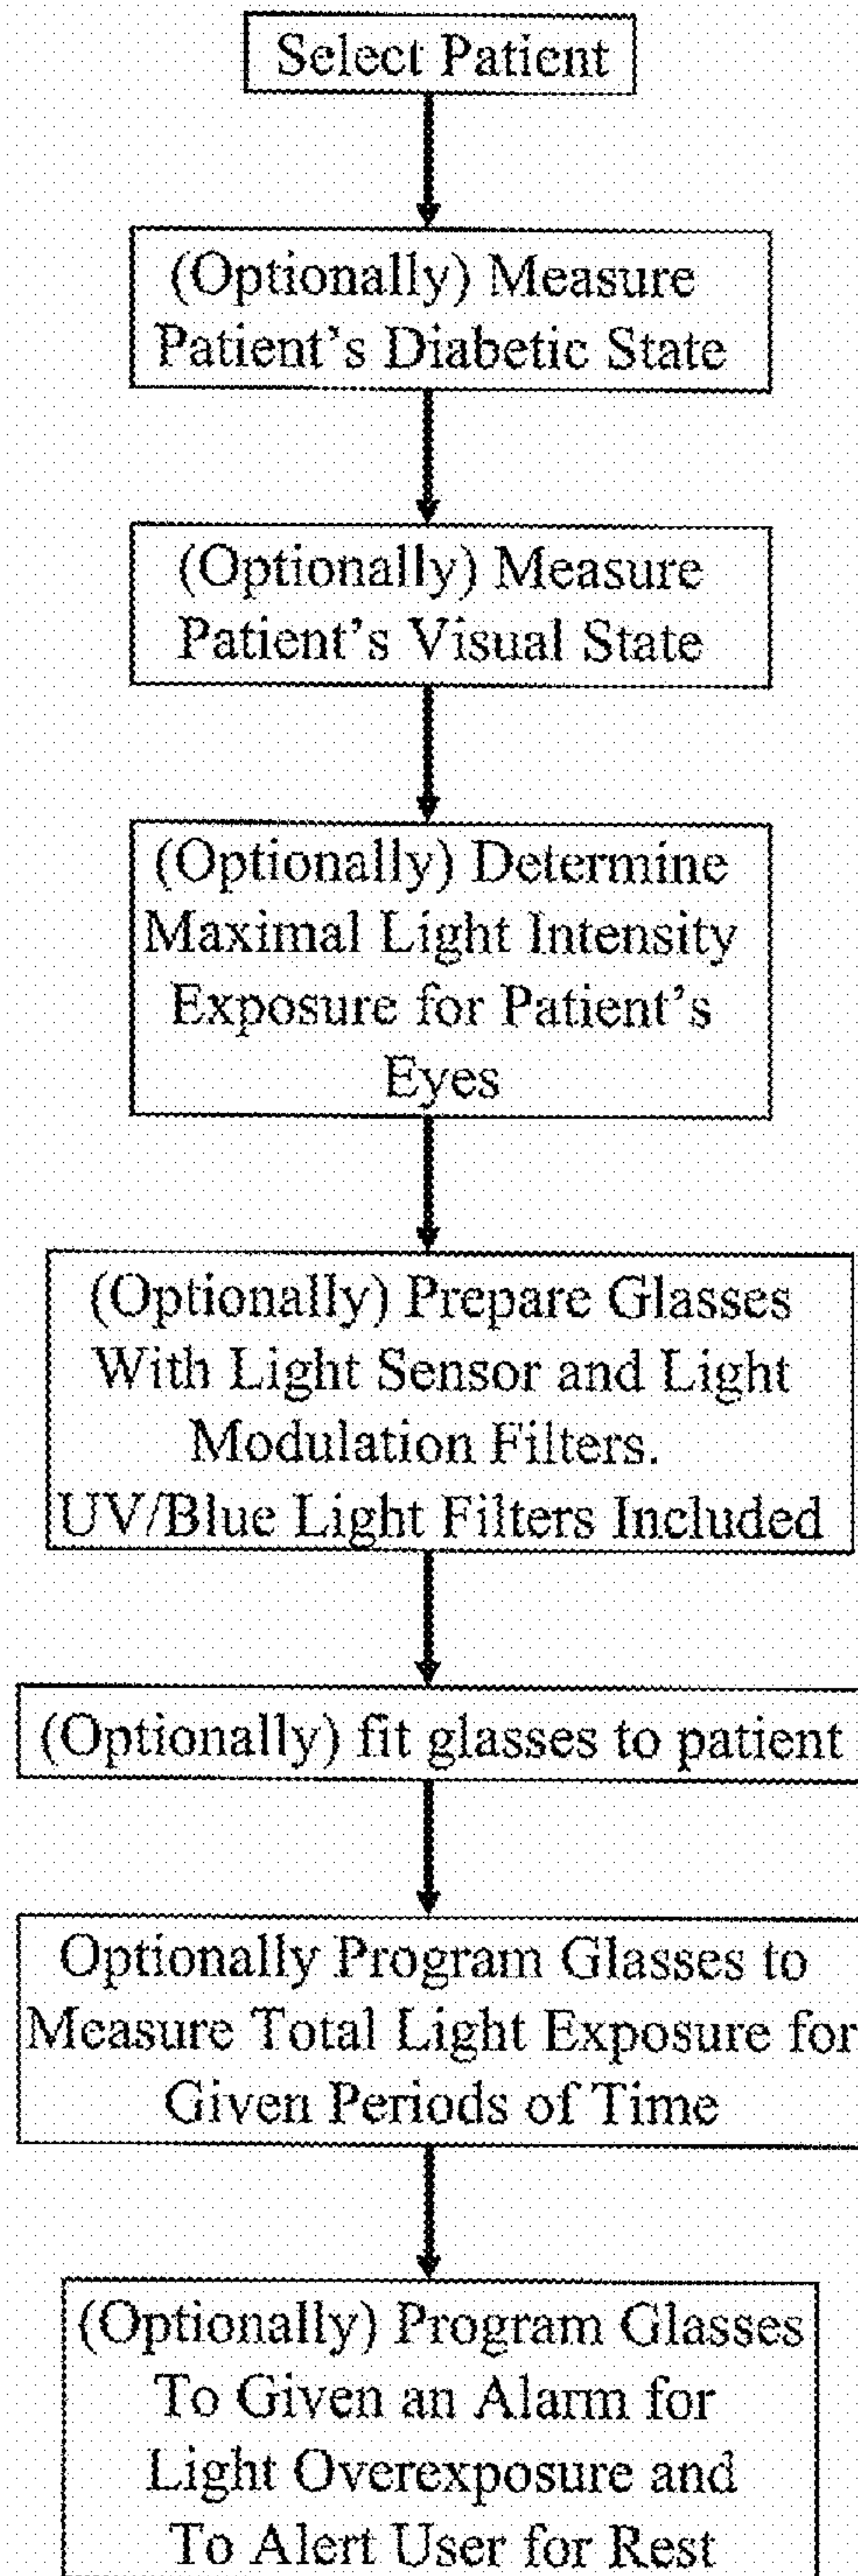 Select Patient
(Optionally) Measure
Patient's Diabetic State
(Optionally) Measure
Patient's Visual State
(Optionally) Determine
Maximal Light Intensity
Exposure for Patient's
Eyes
(Optionally) Prepare Glasses
With Light Sensor and Light
Modulation Filters.
UV/Blue Light Filters Included
(Optionally) fit glasses to patient
Optionally Program Glasses to
Measure Total Light Exposure for
Given Periods of Time
(Optionally) Program Glasses
To Given an Alarm for
Light Overexposure and
To Alert User for Rest